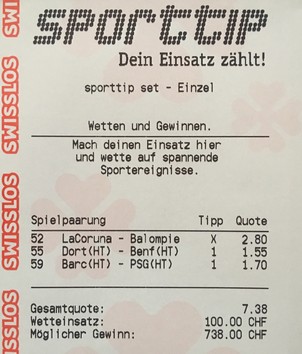 sporttip
Dein Einsatz zählt!
sporttip set - Einzel
Wetten und Gewinnen.
Mach deinen Einsatz hier
und wette auf spannende
Sportereignisse.
Spielpaarung Tipp Quote
52 LaCoruna - Balompie X 2.80
55 Dort(HT) - Benf(HT) 1 1.55
59 Barc(HT) - PSG(HT) 1 1.70
Gesamtquote: 7.38
Wetteinsatz: 100.00 CHF
Möglicher Gewinn: 738.00 CHF
SWISSLOS
SWISSLOS
SWISSLOS